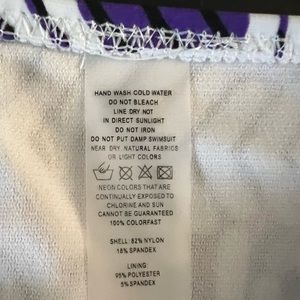 HAND WASH COLD WATER
DO NOT BLEACH
LINE DRY NOT
IN DIRECT SUNLIGHT
DO NOT IRON
DO NOT PUT DAMP SWIMSUIT
NEAR DRY, NATURAL FABRICS
OR LIGHT COLORS
NEON COLORS THAT ARE
CONTINUALLY EXPOSED TO
CHLORINE AND SUN
CANNOT BE GUARANTEED
100% COLORFAST
SHELL: 82% NYLON
18% SPANDEX
LINING:
95% POLYESTER
5% SPANDEX